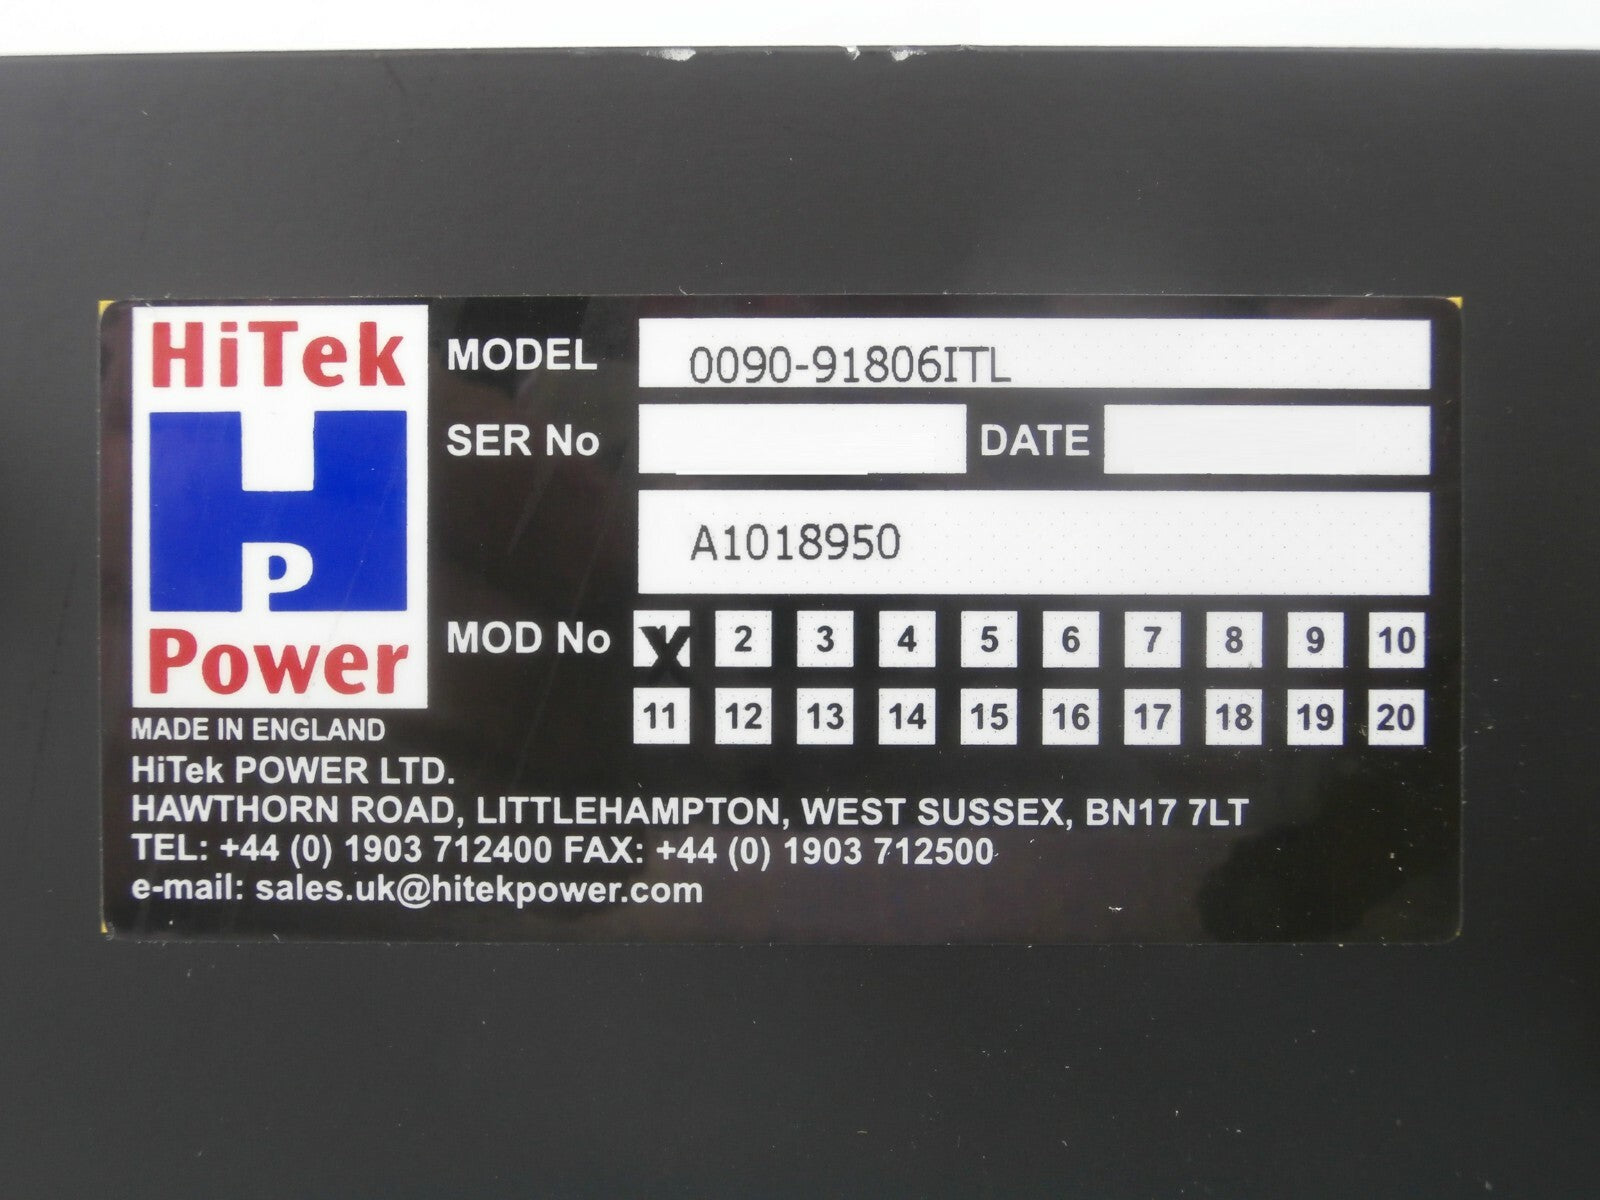 HiTek
HP
Power
MODEL 0090-91806ITL
SER No DATE
A1018950
MOD No X 2 3 4 5 6 7 8 9 10
11 12 13 14 15 16 17 18 19 20
MADE IN ENGLAND
HiTek POWER LTD.
HAWTHORN ROAD, LITTLEHAMPTON, WEST SUSSEX, BN17 7LT
TEL: +44 (0) 1903 712400 FAX: +44 (0) 1903 712500
e-mail: sales.uk@hitekpower.com